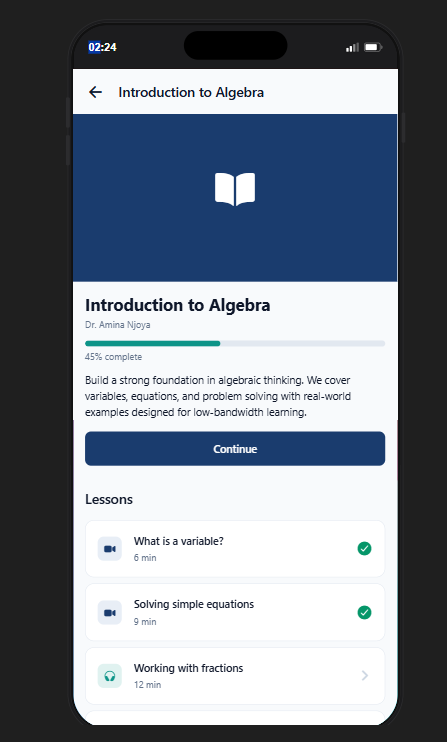 02:24
Introduction to Algebra
Introduction to Algebra
Dr. Amina Njoya
45% complete
Build a strong foundation in algebraic thinking. We cover
variables, equations, and problem solving with real-world
examples designed for low-bandwidth learning.
Continue
Lessons
What is a variable?
6 min
Solving simple equations
9 min
Working with fractions
12 min